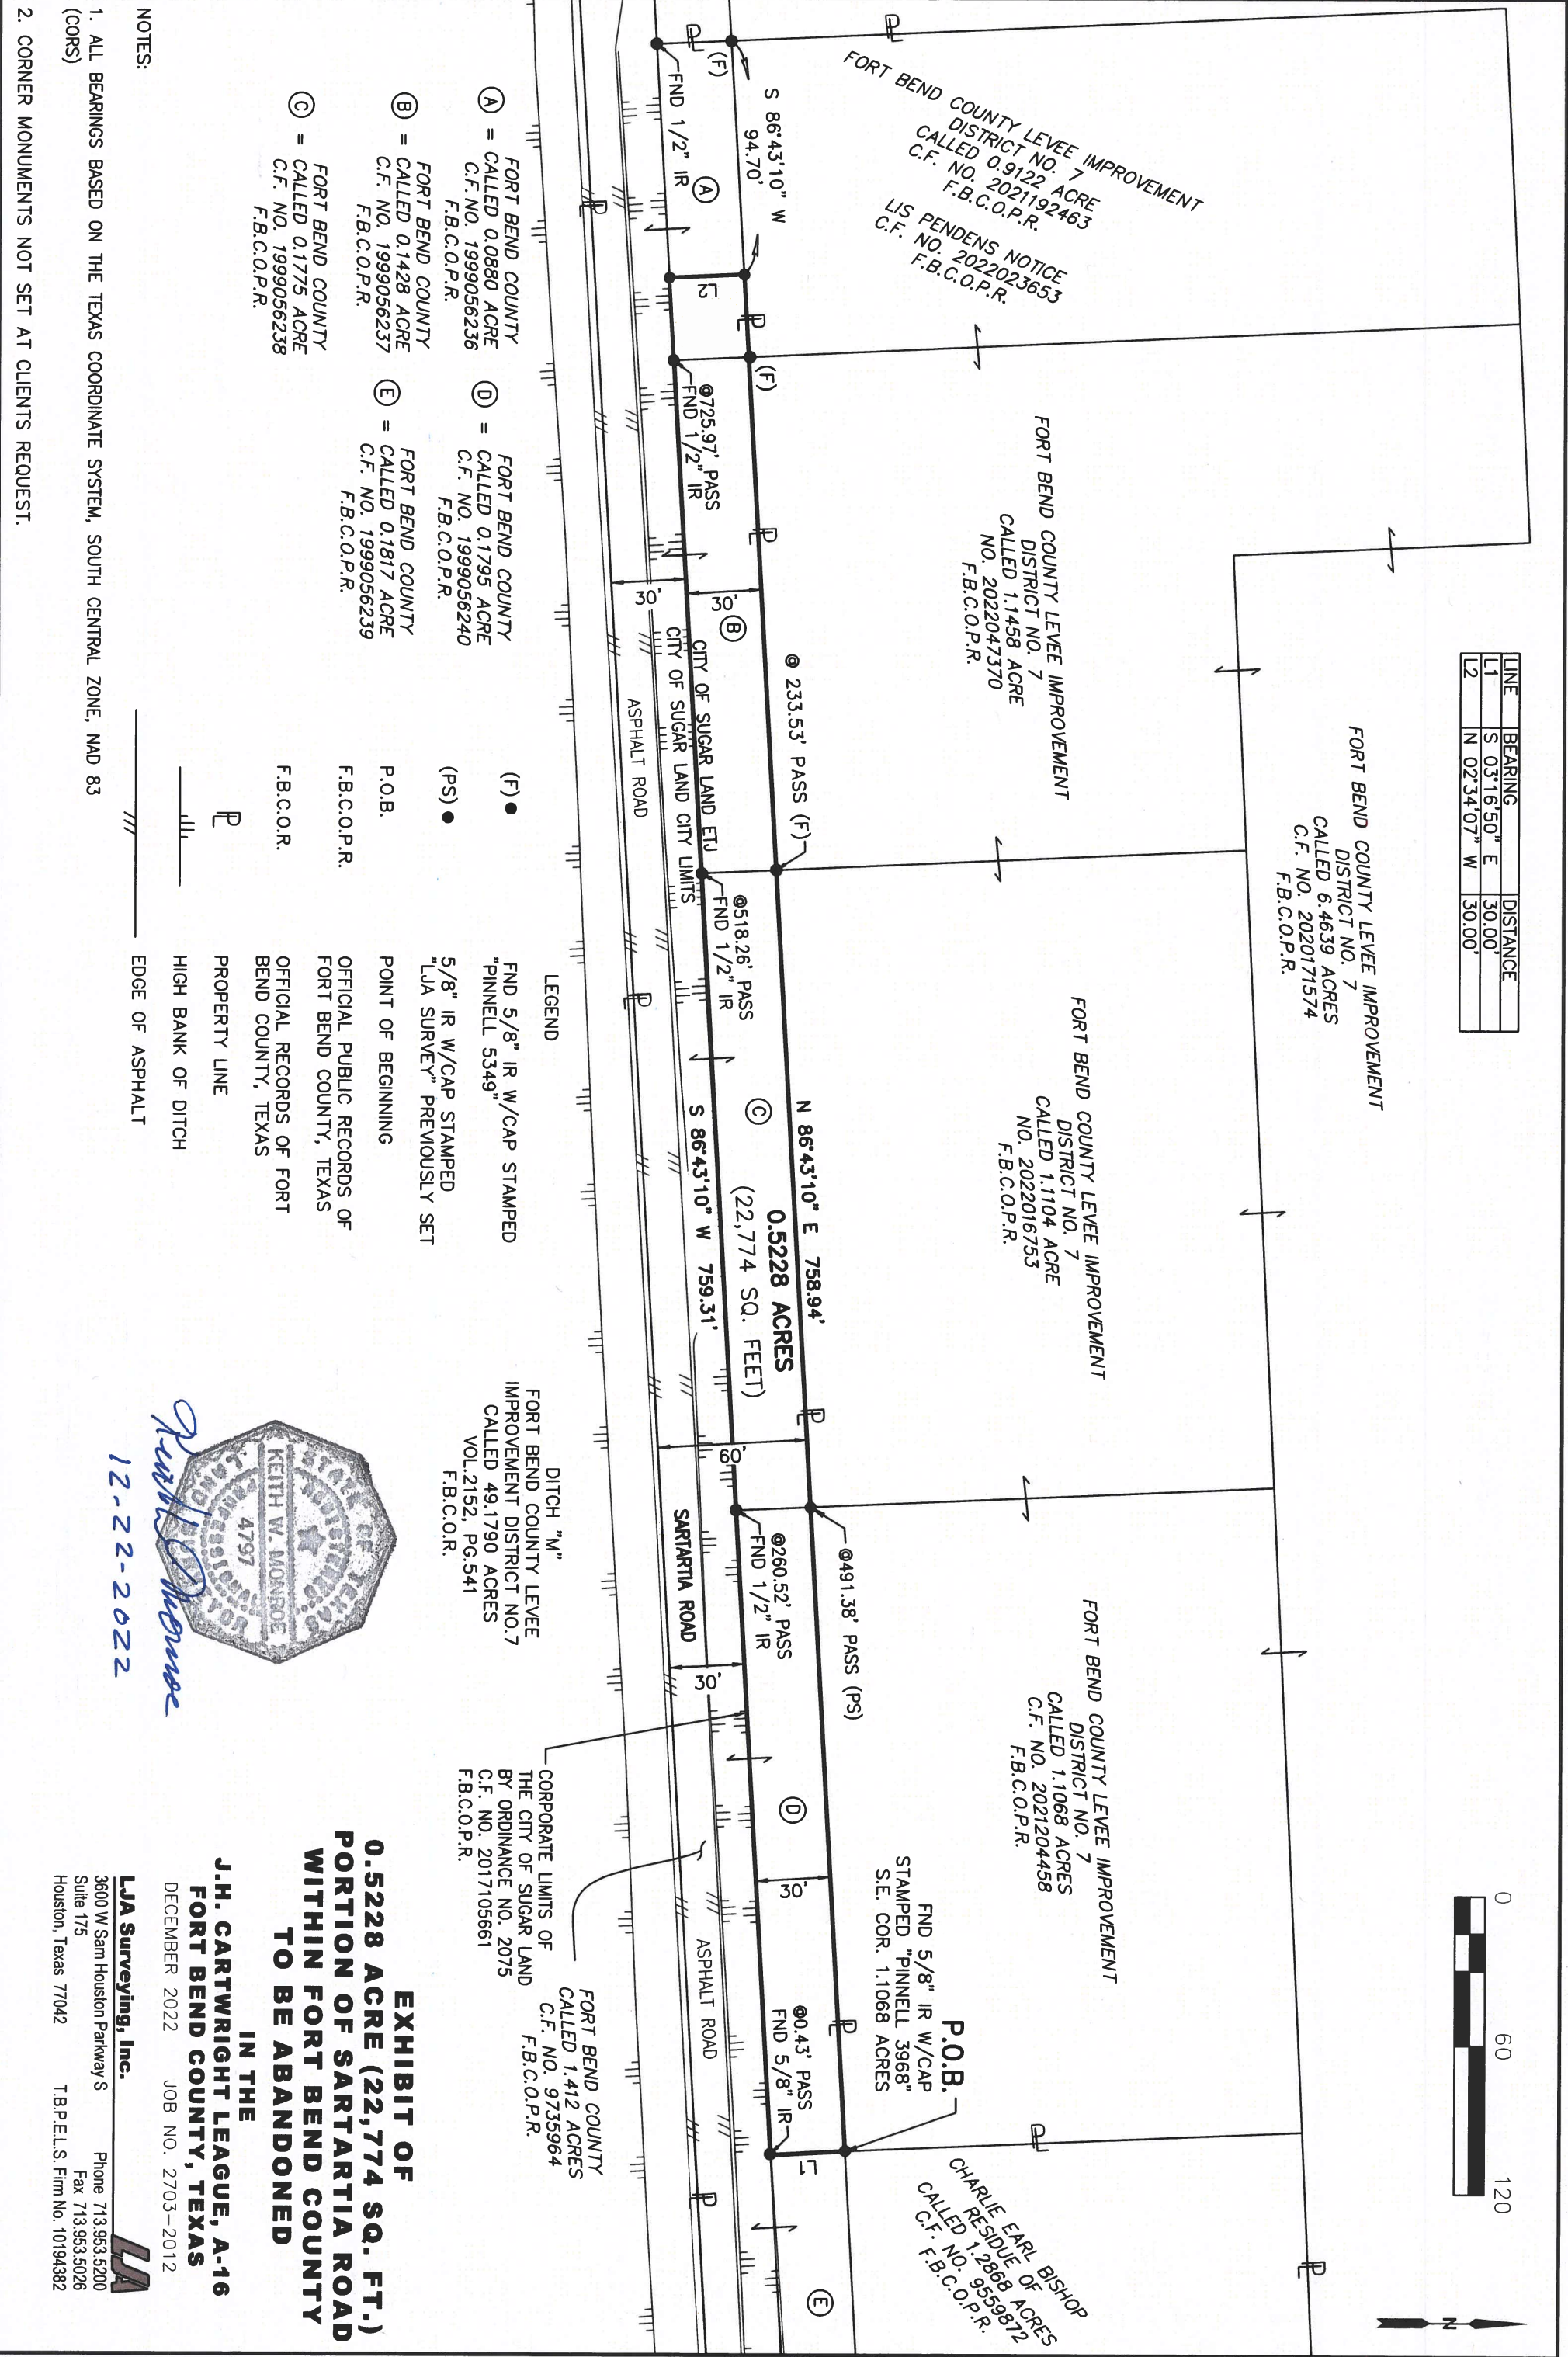 LINE BEARING DISTANCE
L1 S 03°16'50" E 30.00'
L2 N 02°34'07" W 30.00'
0 60 120
N
FORT BEND COUNTY LEVEE IMPROVEMENT
DISTRICT NO. 7
CALLED 6.4639 ACRES
C.F. NO. 2020171574
F.B.C.O.P.R.
FORT BEND COUNTY LEVEE IMPROVEMENT
DISTRICT NO. 7
CALLED 0.9122 ACRE
C.F. NO. 2021192463
F.B.C.O.P.R.
LIS PENDENS NOTICE
C.F. NO. 2022023653
F.B.C.O.P.R.
FORT BEND COUNTY LEVEE IMPROVEMENT
DISTRICT NO. 7
CALLED 1.1458 ACRE
NO. 2022047370
F.B.C.O.P.R.
FORT BEND COUNTY LEVEE IMPROVEMENT
DISTRICT NO. 7
CALLED 1.1104 ACRE
NO. 2022016753
F.B.C.O.P.R.
FORT BEND COUNTY LEVEE IMPROVEMENT
DISTRICT NO. 7
CALLED 1.1068 ACRES
C.F. NO. 2021204458
F.B.C.O.P.R.
P.O.B.
FND 5/8" IR W/CAP
STAMPED "PINNELL 3968"
S.E. COR. 1.1068 ACRES
CHARLIE EARL BISHOP
RESIDUE OF
CALLED 1.2868 ACRES
C.F. NO. 9559872
F.B.C.O.P.R.
S 86°43'10" W
94.70'
(F)
(F)
@ 233.53' PASS (F)
N 86°43'10" E 758.94'
@491.38' PASS (PS)
FND 1/2" IR
A
L2
@725.97' PASS
FND 1/2" IR
30'
30'
B
CITY OF SUGAR LAND ETJ
CITY OF SUGAR LAND CITY LIMITS
@518.26' PASS
FND 1/2" IR
C
0.5228 ACRES
(22,774 SQ. FEET)
S 86°43'10" W 759.31'
60'
@260.52' PASS
FND 1/2" IR
30'
D
30'
@0.43' PASS
FND 5/8" IR
L1
E
ASPHALT ROAD
SARTARTIA ROAD
ASPHALT ROAD
A = FORT BEND COUNTY
CALLED 0.0880 ACRE
C.F.NO. 1999056236
F.B.C.O.P.R.
B = FORT BEND COUNTY
CALLED 0.1428 ACRE
C.F. NO. 1999056237
F.B.C.O.P.R.
C = FORT BEND COUNTY
CALLED 0.1775 ACRE
C.F. NO. 1999056238
F.B.C.O.P.R.
D = FORT BEND COUNTY
CALLED 0.1795 ACRE
C.F. NO. 1999056240
F.B.C.O.P.R.
E = FORT BEND COUNTY
CALLED 0.1817 ACRE
C.F. NO. 1999056239
F.B.C.O.P.R.
LEGEND
(F)● FND 5/8" IR W/CAP STAMPED
"PINNELL 5349"
(PS)● 5/8" IR W/CAP STAMPED
"LJA SURVEY" PREVIOUSLY SET
P.O.B. POINT OF BEGINNING
F.B.C.O.P.R. OFFICIAL PUBLIC RECORDS OF
FORT BEND COUNTY, TEXAS
F.B.C.O.R. OFFICIAL RECORDS OF FORT
BEND COUNTY, TEXAS
PL PROPERTY LINE
HIGH BANK OF DITCH
EDGE OF ASPHALT
DITCH "M"
FORT BEND COUNTY LEVEE
IMPROVEMENT DISTRICT NO.7
CALLED 49.1790 ACRES
VOL.2152, PG.541
F.B.C.O.R.
CORPORATE LIMITS OF
THE CITY OF SUGAR LAND
BY ORDINANCE NO. 2075
C.F. NO. 2017105661
F.B.C.O.P.R.
FORT BEND COUNTY
CALLED 1.412 ACRES
C.F. NO. 9735964
F.B.C.O.P.R.
NOTES:
1. ALL BEARINGS BASED ON THE TEXAS COORDINATE SYSTEM, SOUTH CENTRAL ZONE, NAD 83
(CORS)
2. CORNER MONUMENTS NOT SET AT CLIENTS REQUEST.
STATE OF TEXAS
KEITH W. MONROE
4797
Keith Monroe
12-22-2022
EXHIBIT OF
0.5228 ACRE (22,774 SQ. FT.)
PORTION OF SARTARTIA ROAD
WITHIN FORT BEND COUNTY
TO BE ABANDONED
IN THE
J.H. CARTWRIGHT LEAGUE, A-16
FORT BEND COUNTY, TEXAS
DECEMBER 2022 JOB NO. 2703-2012
LJA Surveying, Inc.
LJA
3600 W Sam Houston Parkway S Phone 713.953.5200
Suite 175 Fax 713.953.5026
Houston, Texas 77042 T.B.P.E.L.S. Firm No. 10194382